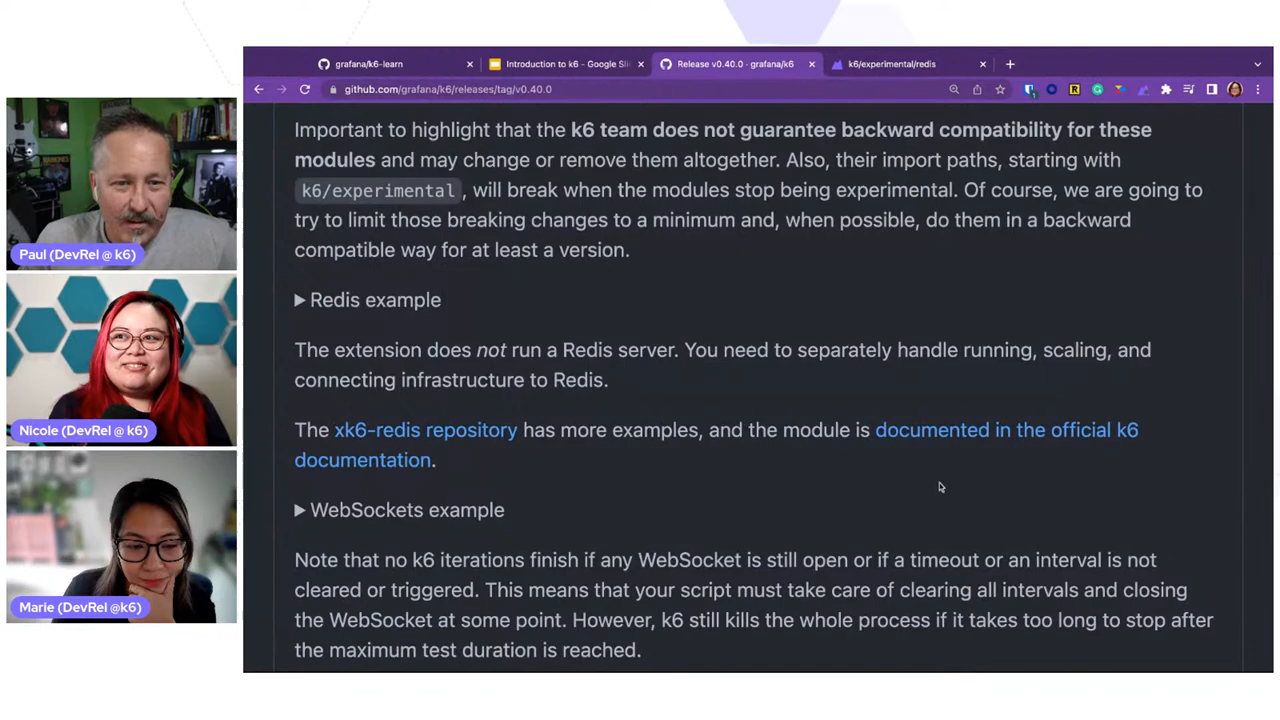 grafana/k6-learn
Introduction to k6 - Google Sli
Release v0.40.0 · grafana/k6
k6/experimental/redis
github.com/grafana/k6/releases/tag/v0.40.0
Important to highlight that the k6 team does not guarantee backward compatibility for these
modules and may change or remove them altogether. Also, their import paths, starting with
k6/experimental , will break when the modules stop being experimental. Of course, we are going to
try to limit those breaking changes to a minimum and, when possible, do them in a backward
compatible way for at least a version.
Redis example
The extension does not run a Redis server. You need to separately handle running, scaling, and
connecting infrastructure to Redis.
The xk6-redis repository has more examples, and the module is documented in the official k6
documentation.
WebSockets example
Note that no k6 iterations finish if any WebSocket is still open or if a timeout or an interval is not
cleared or triggered. This means that your script must take care of clearing all intervals and closing
the WebSocket at some point. However, k6 still kills the whole process if it takes too long to stop after
the maximum test duration is reached.
Paul (DevRel @ k6)
Nicole (DevRel @ k6)
Marie (DevRel @k6)